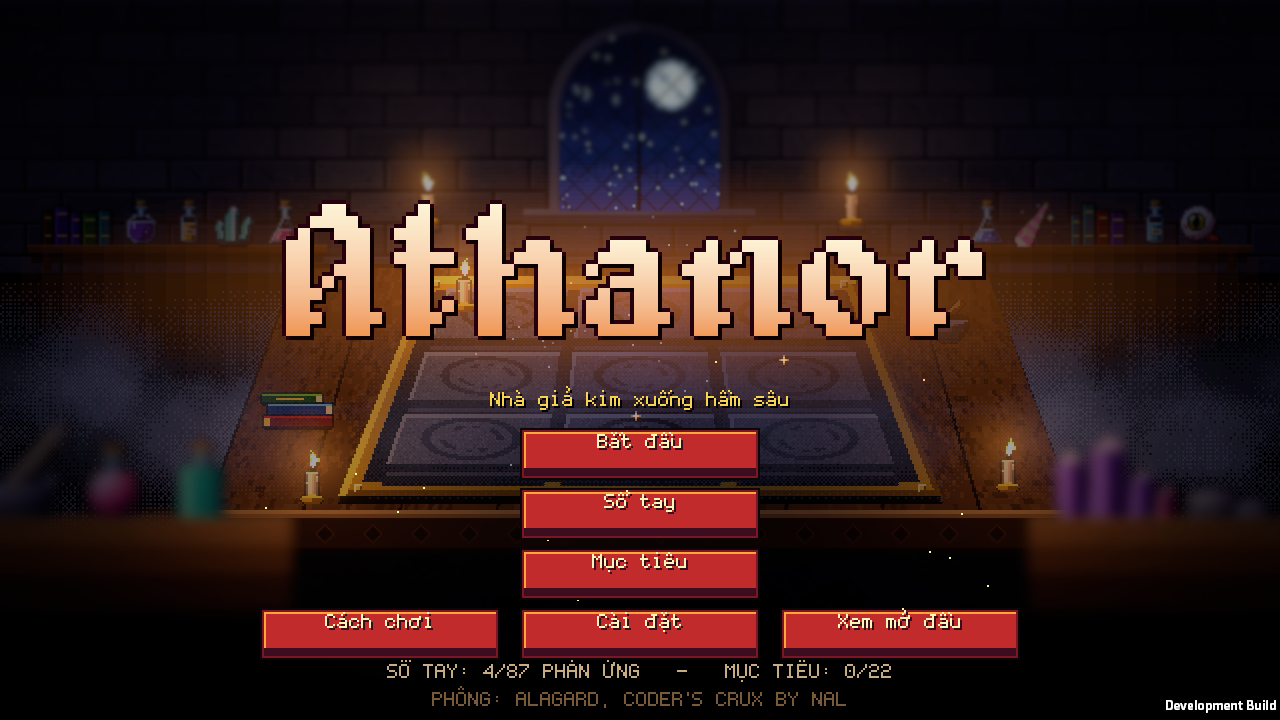 Athanor
Nhà giả kim xuống hầm sâu
Bắt đầu
Sổ tay
Mục tiêu
Cách chơi
Cài đặt
Xem mở đầu
SỔ TAY: 4/87 PHẢN ỨNG – MỤC TIÊU: 0/22
PHÔNG: ALAGARD, CODER'S CRUX BY NAL
Development Build